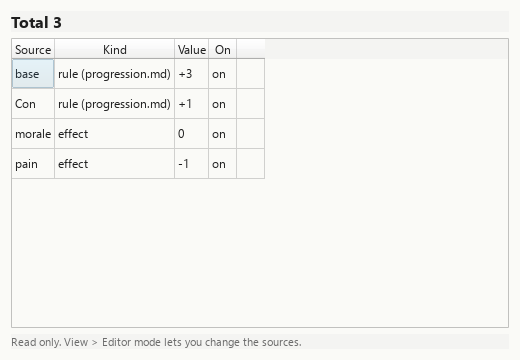 Total 3
Source Kind Value On
base rule (progression.md) +3 on
Con rule (progression.md) +1 on
morale effect 0 on
pain effect -1 on
Read only. View > Editor mode lets you change the sources.